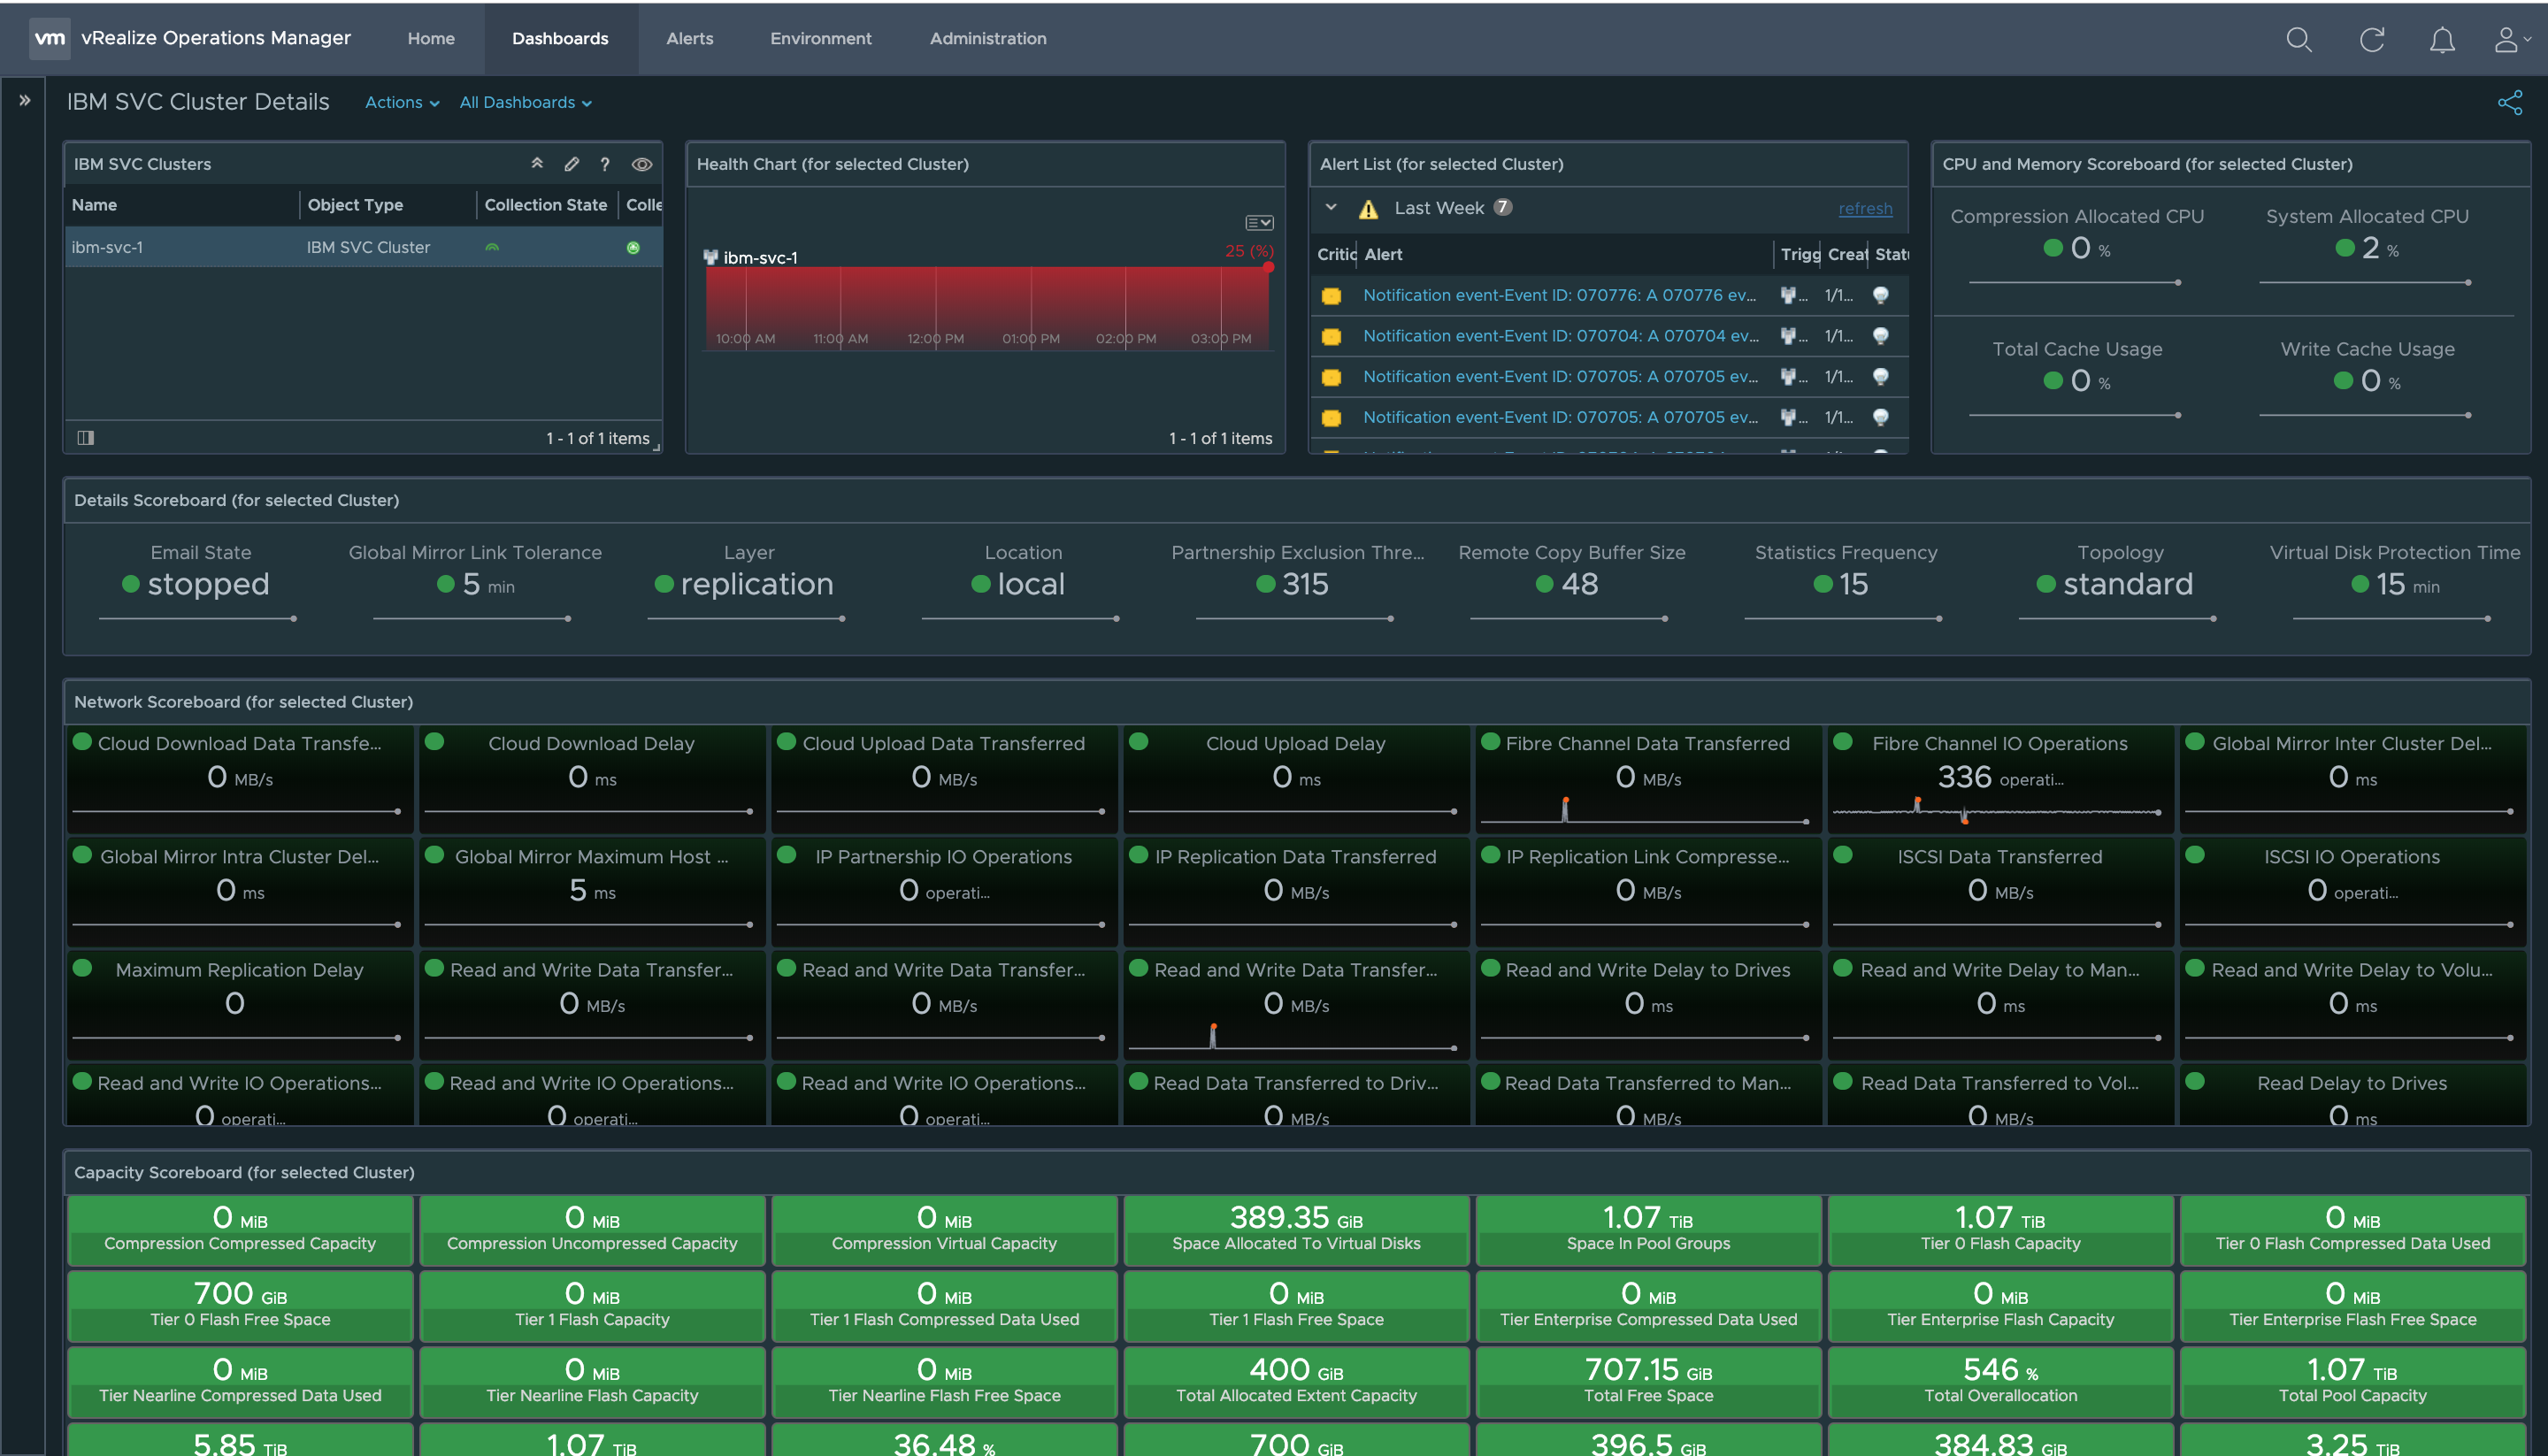 vm vRealize Operations Manager Home Dashboards Alerts Environment Administration
IBM SVC Cluster Details Actions All Dashboards
IBM SVC Clusters
Name Object Type Collection State Colle
ibm-svc-1 IBM SVC Cluster
1 - 1 of 1 items
Health Chart (for selected Cluster)
25 (%)
ibm-svc-1
10:00 AM 11:00 AM 12:00 PM 01:00 PM 02:00 PM 03:00 PM
1 - 1 of 1 items
Alert List (for selected Cluster)
Last Week 7 refresh
Critic Alert Trigg Creat Statu
Notification event-Event ID: 070776: A 070776 ev... ... 1/1...
Notification event-Event ID: 070704: A 070704 ev... ... 1/1...
Notification event-Event ID: 070705: A 070705 ev... ... 1/1...
Notification event-Event ID: 070705: A 070705 ev... ... 1/1...
CPU and Memory Scoreboard (for selected Cluster)
Compression Allocated CPU System Allocated CPU
0 % 2 %
Total Cache Usage Write Cache Usage
0 % 0 %
Details Scoreboard (for selected Cluster)
Email State Global Mirror Link Tolerance Layer Location Partnership Exclusion Thre... Remote Copy Buffer Size Statistics Frequency Topology Virtual Disk Protection Time
stopped 5 min replication local 315 48 15 standard 15 min
Network Scoreboard (for selected Cluster)
Cloud Download Data Transfe... Cloud Download Delay Cloud Upload Data Transferred Cloud Upload Delay Fibre Channel Data Transferred Fibre Channel IO Operations Global Mirror Inter Cluster Del...
0 MB/s 0 ms 0 MB/s 0 ms 0 MB/s 336 operati... 0 ms
Global Mirror Intra Cluster Del... Global Mirror Maximum Host ... IP Partnership IO Operations IP Replication Data Transferred IP Replication Link Compresse... ISCSI Data Transferred ISCSI IO Operations
0 ms 5 ms 0 operati... 0 MB/s 0 MB/s 0 MB/s 0 operati...
Maximum Replication Delay Read and Write Data Transfer... Read and Write Data Transfer... Read and Write Data Transfer... Read and Write Delay to Drives Read and Write Delay to Man... Read and Write Delay to Volu...
0 0 MB/s 0 MB/s 0 MB/s 0 ms 0 ms 0 ms
Read and Write IO Operations... Read and Write IO Operations... Read and Write IO Operations... Read Data Transferred to Driv... Read Data Transferred to Man... Read Data Transferred to Vol... Read Delay to Drives
0 operati... 0 operati... 0 operati... 0 MB/s 0 MB/s 0 MB/s 0 ms
Capacity Scoreboard (for selected Cluster)
0 MiB 0 MiB 0 MiB 389.35 GiB 1.07 TiB 1.07 TiB 0 MiB
Compression Compressed Capacity Compression Uncompressed Capacity Compression Virtual Capacity Space Allocated To Virtual Disks Space In Pool Groups Tier 0 Flash Capacity Tier 0 Flash Compressed Data Used
700 GiB 0 MiB 0 MiB 0 MiB 0 MiB 0 MiB 0 MiB
Tier 0 Flash Free Space Tier 1 Flash Capacity Tier 1 Flash Compressed Data Used Tier 1 Flash Free Space Tier Enterprise Compressed Data Used Tier Enterprise Flash Capacity Tier Enterprise Flash Free Space
0 MiB 0 MiB 0 MiB 400 GiB 707.15 GiB 546 % 1.07 TiB
Tier Nearline Compressed Data Used Tier Nearline Flash Capacity Tier Nearline Flash Free Space Total Allocated Extent Capacity Total Free Space Total Overallocation Total Pool Capacity
5.85 TiB 1.07 TiB 36.48 % 700 GiB 396.5 GiB 384.83 GiB 3.25 TiB